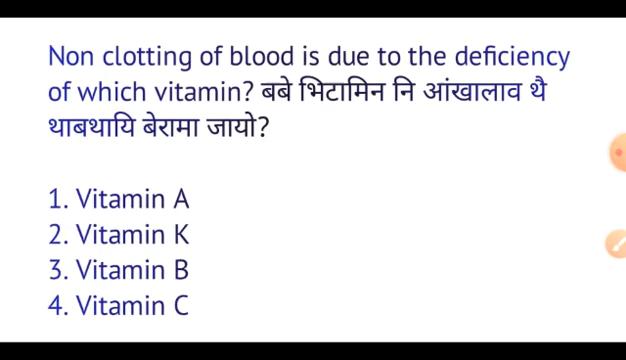 Non clotting of blood is due to the deficiency
of which vitamin? बबे भिटामिन नि आंखालाव थै
थाबथायि बेरामा जायो?
1. Vitamin A
2. Vitamin K
3. Vitamin B
4. Vitamin C